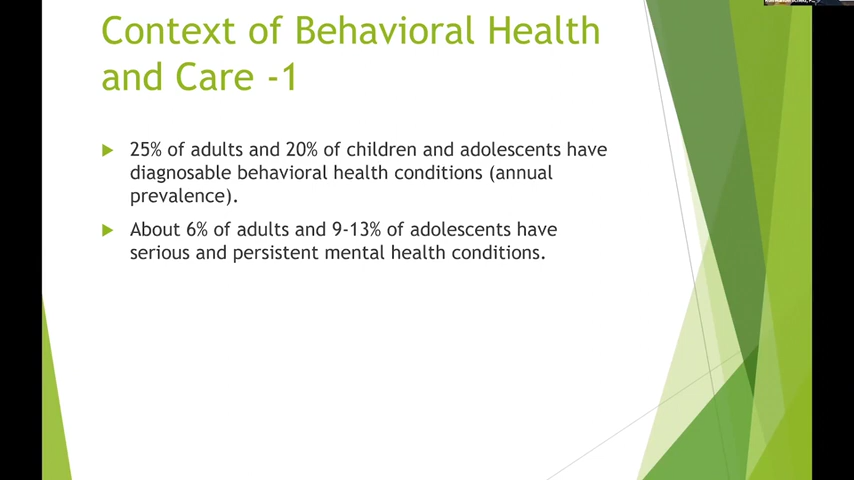 Context of Behavioral Health
and Care -1
25% of adults and 20% of children and adolescents have
diagnosable behavioral health conditions (annual
prevalence).
About 6% of adults and 9-13% of adolescents have
serious and persistent mental health conditions.